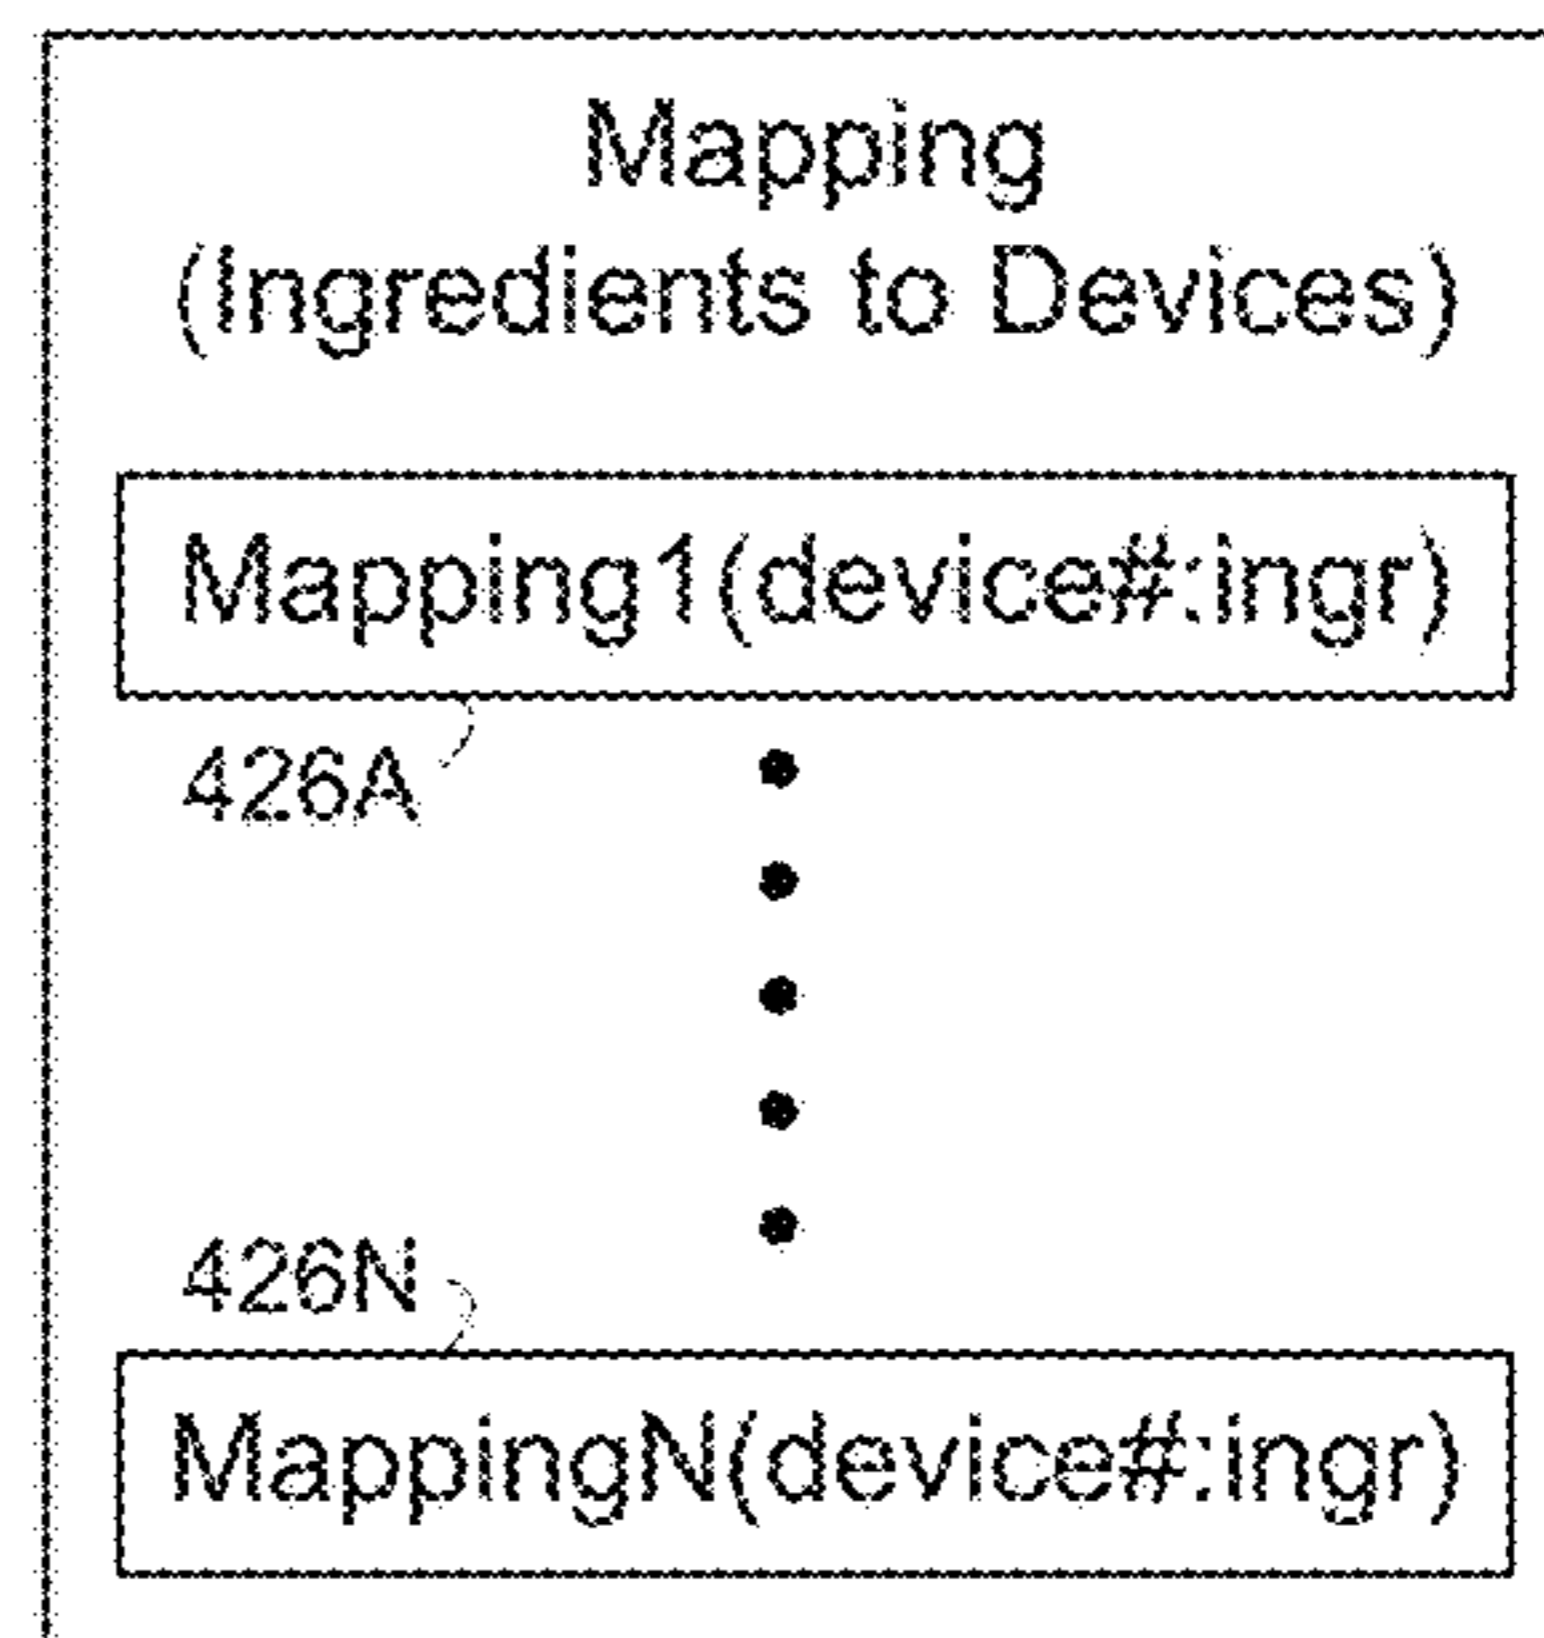 Mapping
(Ingredients to Devices)
Mapping1(device#:ingr)
426A
426N
MappingN(device#:ingr)